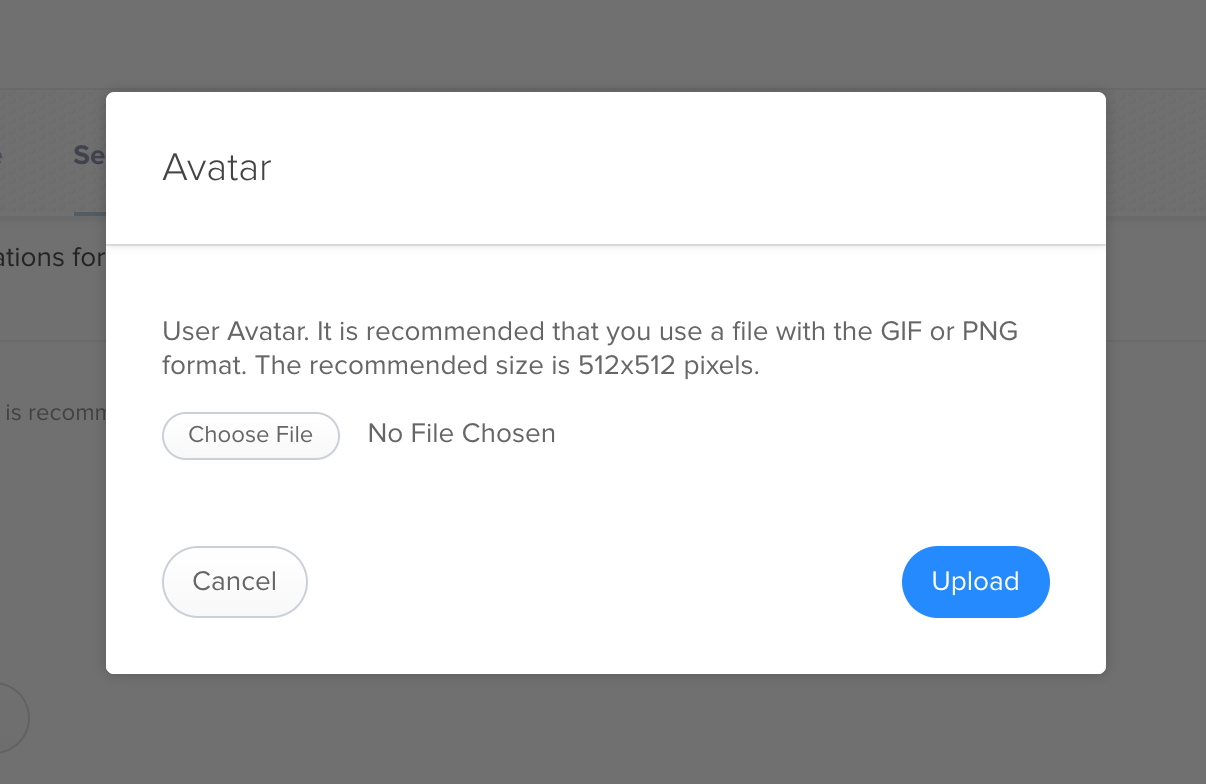 Avatar
Se
ations for
User Avatar. It is recommended that you use a file with the GIF or PNG
format. The recommended size is 512x512 pixels.
is recomm
Choose File
No File Chosen
Cancel
Upload